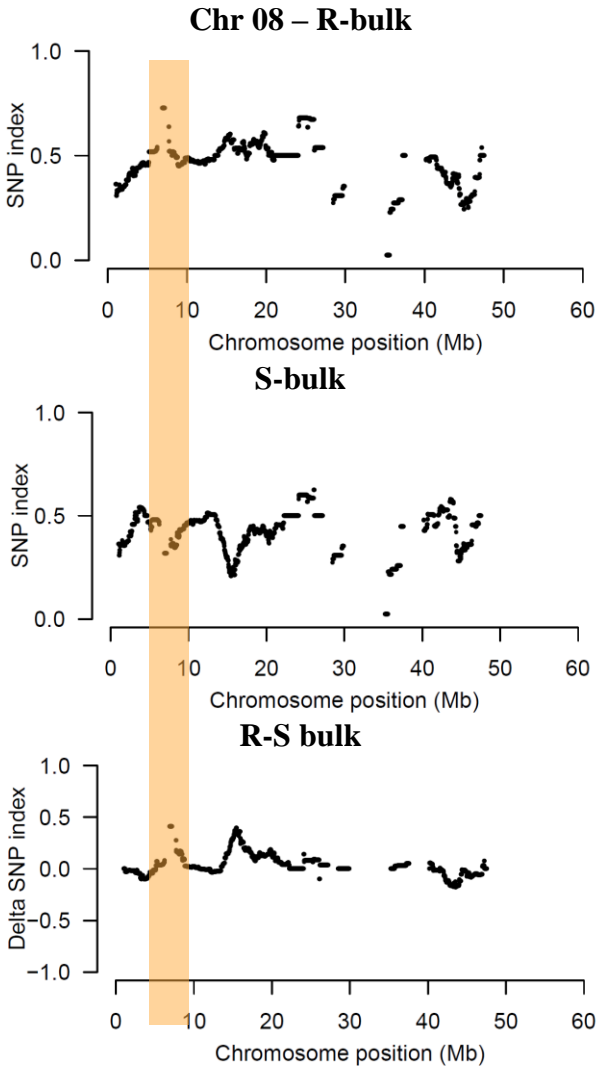 Chr 08 – R-bulk
1.0
0.5
0.0
SNP index
0 10 20 30 40 50 60
Chromosome position (Mb)
S-bulk
1.0
0.5
0.0
SNP index
0 10 20 30 40 50 60
Chromosome position (Mb)
R-S bulk
1.0
0.5
0.0
−0.5
−1.0
Delta SNP index
0 10 20 30 40 50 60
Chromosome position (Mb)